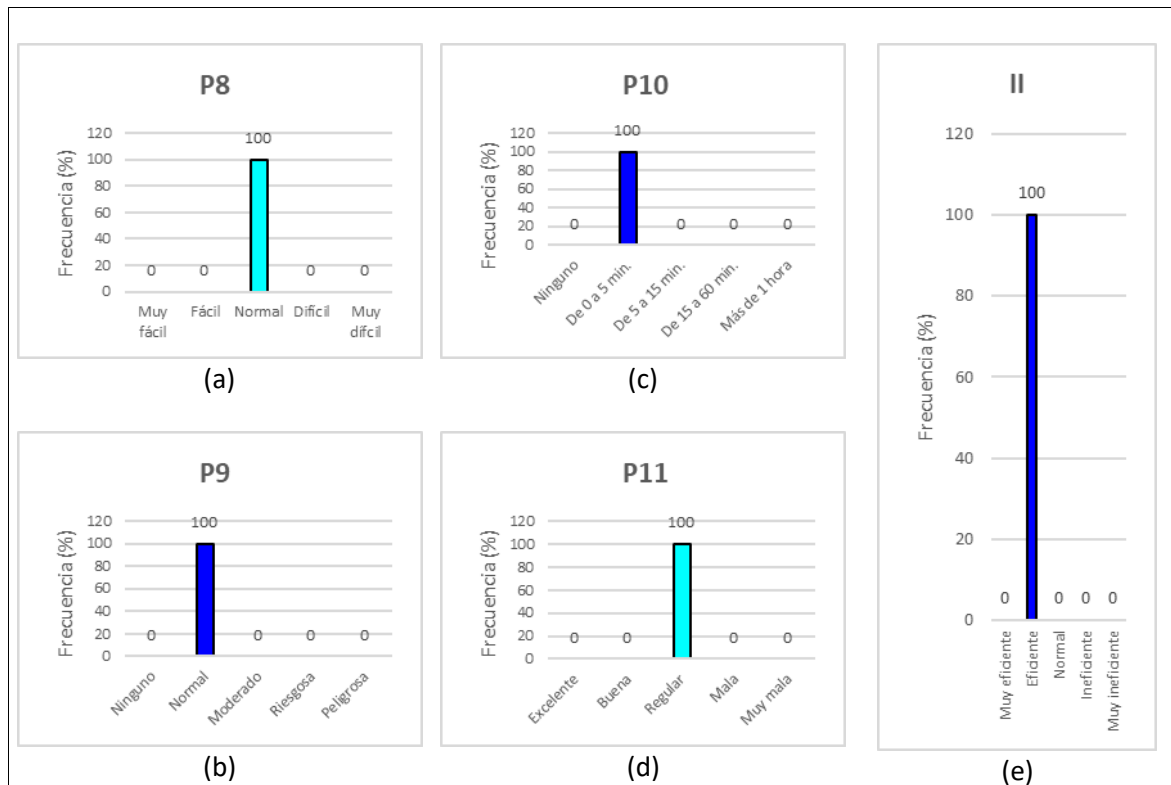 P8
Frecuencia (%)
120
100
80
60
40
20
0
0 0 100 0 0
Muy fácil Fácil Normal Difícil Muy difcil
(a)
P10
Frecuencia (%)
120
100
80
60
40
20
0
0 100 0 0 0
Ninguno De 0 a 5 min. De 5 a 15 min. De 15 a 60 min. Más de 1 hora
(c)
P9
Frecuencia (%)
120
100
80
60
40
20
0
0 100 0 0 0
Ninguno Normal Moderado Riesgosa Peligrosa
(b)
P11
Frecuencia (%)
120
100
80
60
40
20
0
0 0 100 0 0
Excelente Buena Regular Mala Muy mala
(d)
II
Frecuencia (%)
120
100
80
60
40
20
0
0 100 0 0 0
Muy eficiente Eficiente Normal Ineficiente Muy ineficiente
(e)